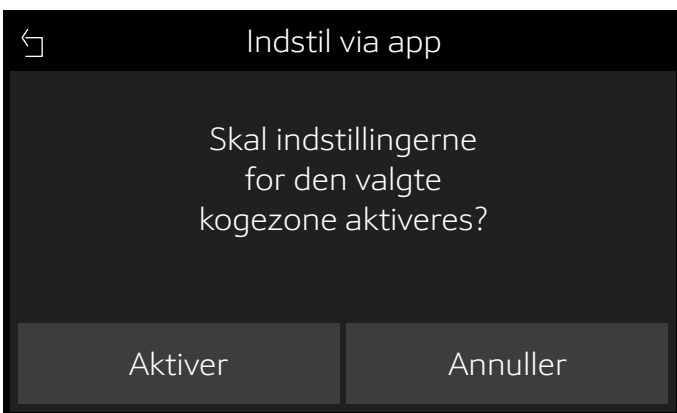 Indstil via app
Skal indstillingerne
for den valgte
kogezone aktiveres?
Aktiver
Annuller